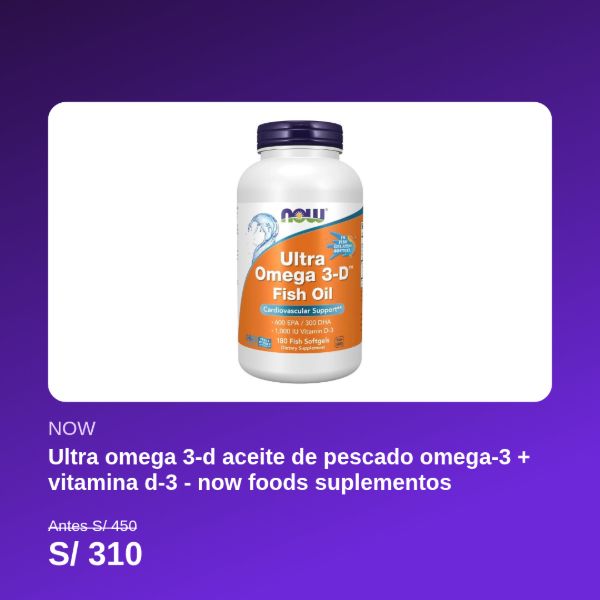 now
Ultra
Omega 3-D™
Fish Oil
Cardiovascular Support**
• 600 EPA / 300 DHA
• 1,000 IU Vitamin D-3
180 Fish Softgels
Dietary Supplement
NOW
Ultra omega 3-d aceite de pescado omega-3 +
vitamina d-3 - now foods suplementos
Antes S/ 450
S/ 310